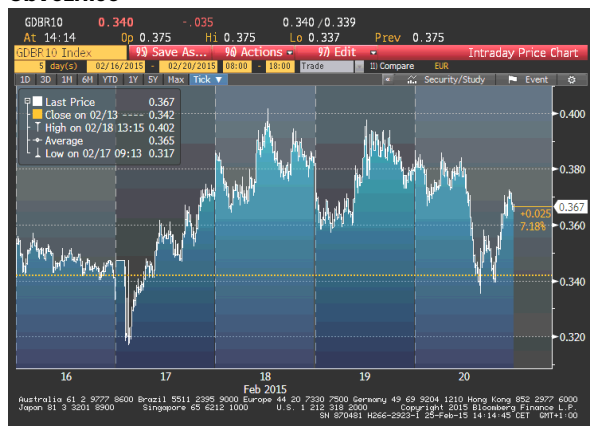 GDBR10 0.340 -.035 0.340 /0.339
At 14:14 Op 0.375 Hi 0.375 Lo 0.337 Prev 0.375
GDBR10 Index 95) Save As... 96) Actions 97) Edit Intraday Price Chart
5 day(s) 02/16/2015 - 02/20/2015 08:00 - 18:00 Trade 11) Compare EUR
1D 3D 1M 6M YTD 1Y 5Y Max Tick ▼ « Security/Study Event
Last Price 0.367
Close on 02/13 ---- 0.342
High on 02/18 13:15 0.402
Average 0.365
Low on 02/17 09:13 0.317
0.400
0.380
0.367
+0.025
7.18%
0.360
0.340
0.320
16 17 18 19 20
Feb 2015
Australia 61 2 9777 8600 Brazil 5511 2395 9000 Europe 44 20 7330 7500 Germany 49 69 9204 1210 Hong Kong 852 2977 6000
Japan 81 3 3201 8900 Singapore 65 6212 1000 U.S. 1 212 318 2000 Copyright 2015 Bloomberg Finance L.P.
SN 870481 H266-2923-1 25-Feb-15 14:14:45 CET GMT+1:00